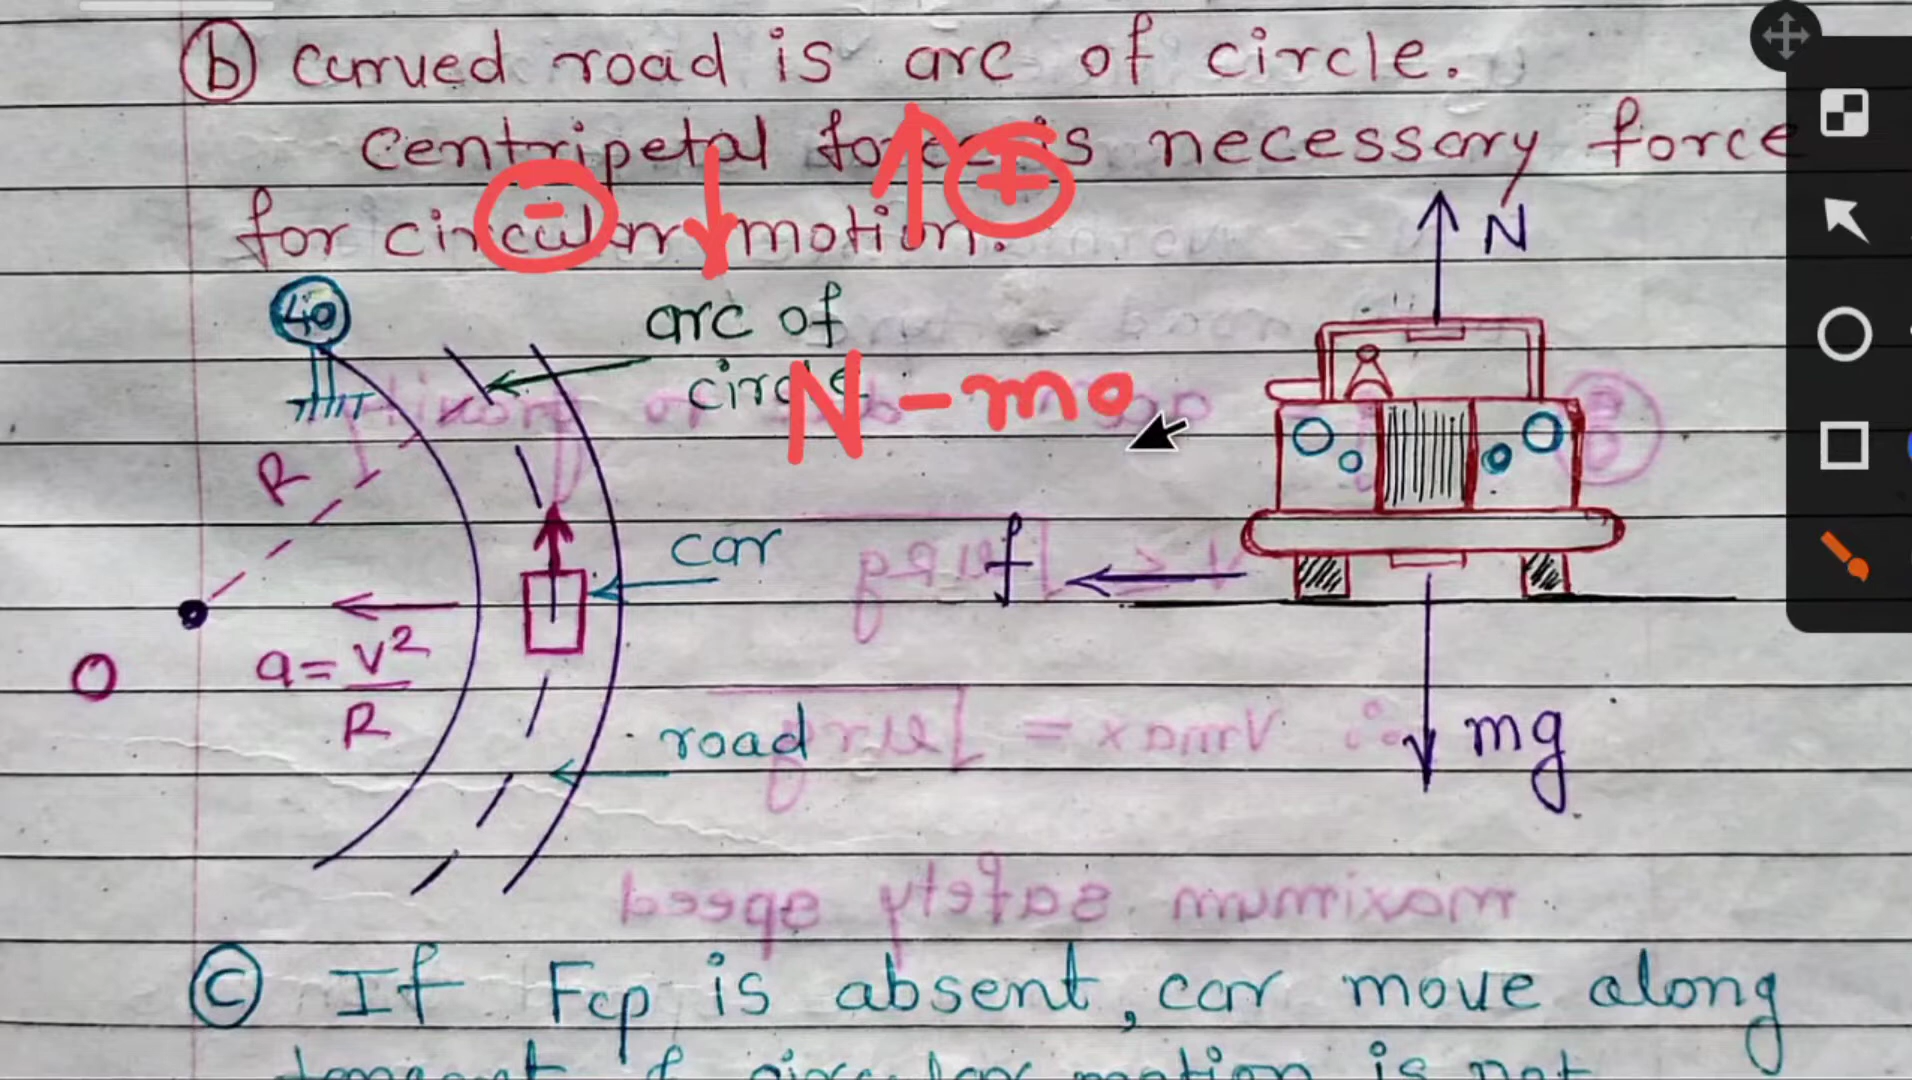 b curved road is arc of circle.
Centripetal force is necessary force
for circular motion.
- +
N
40
arc of
circle
N - mo
R
car
f
a = v²
R
O
road
mg
c If Fcp is absent, car move along